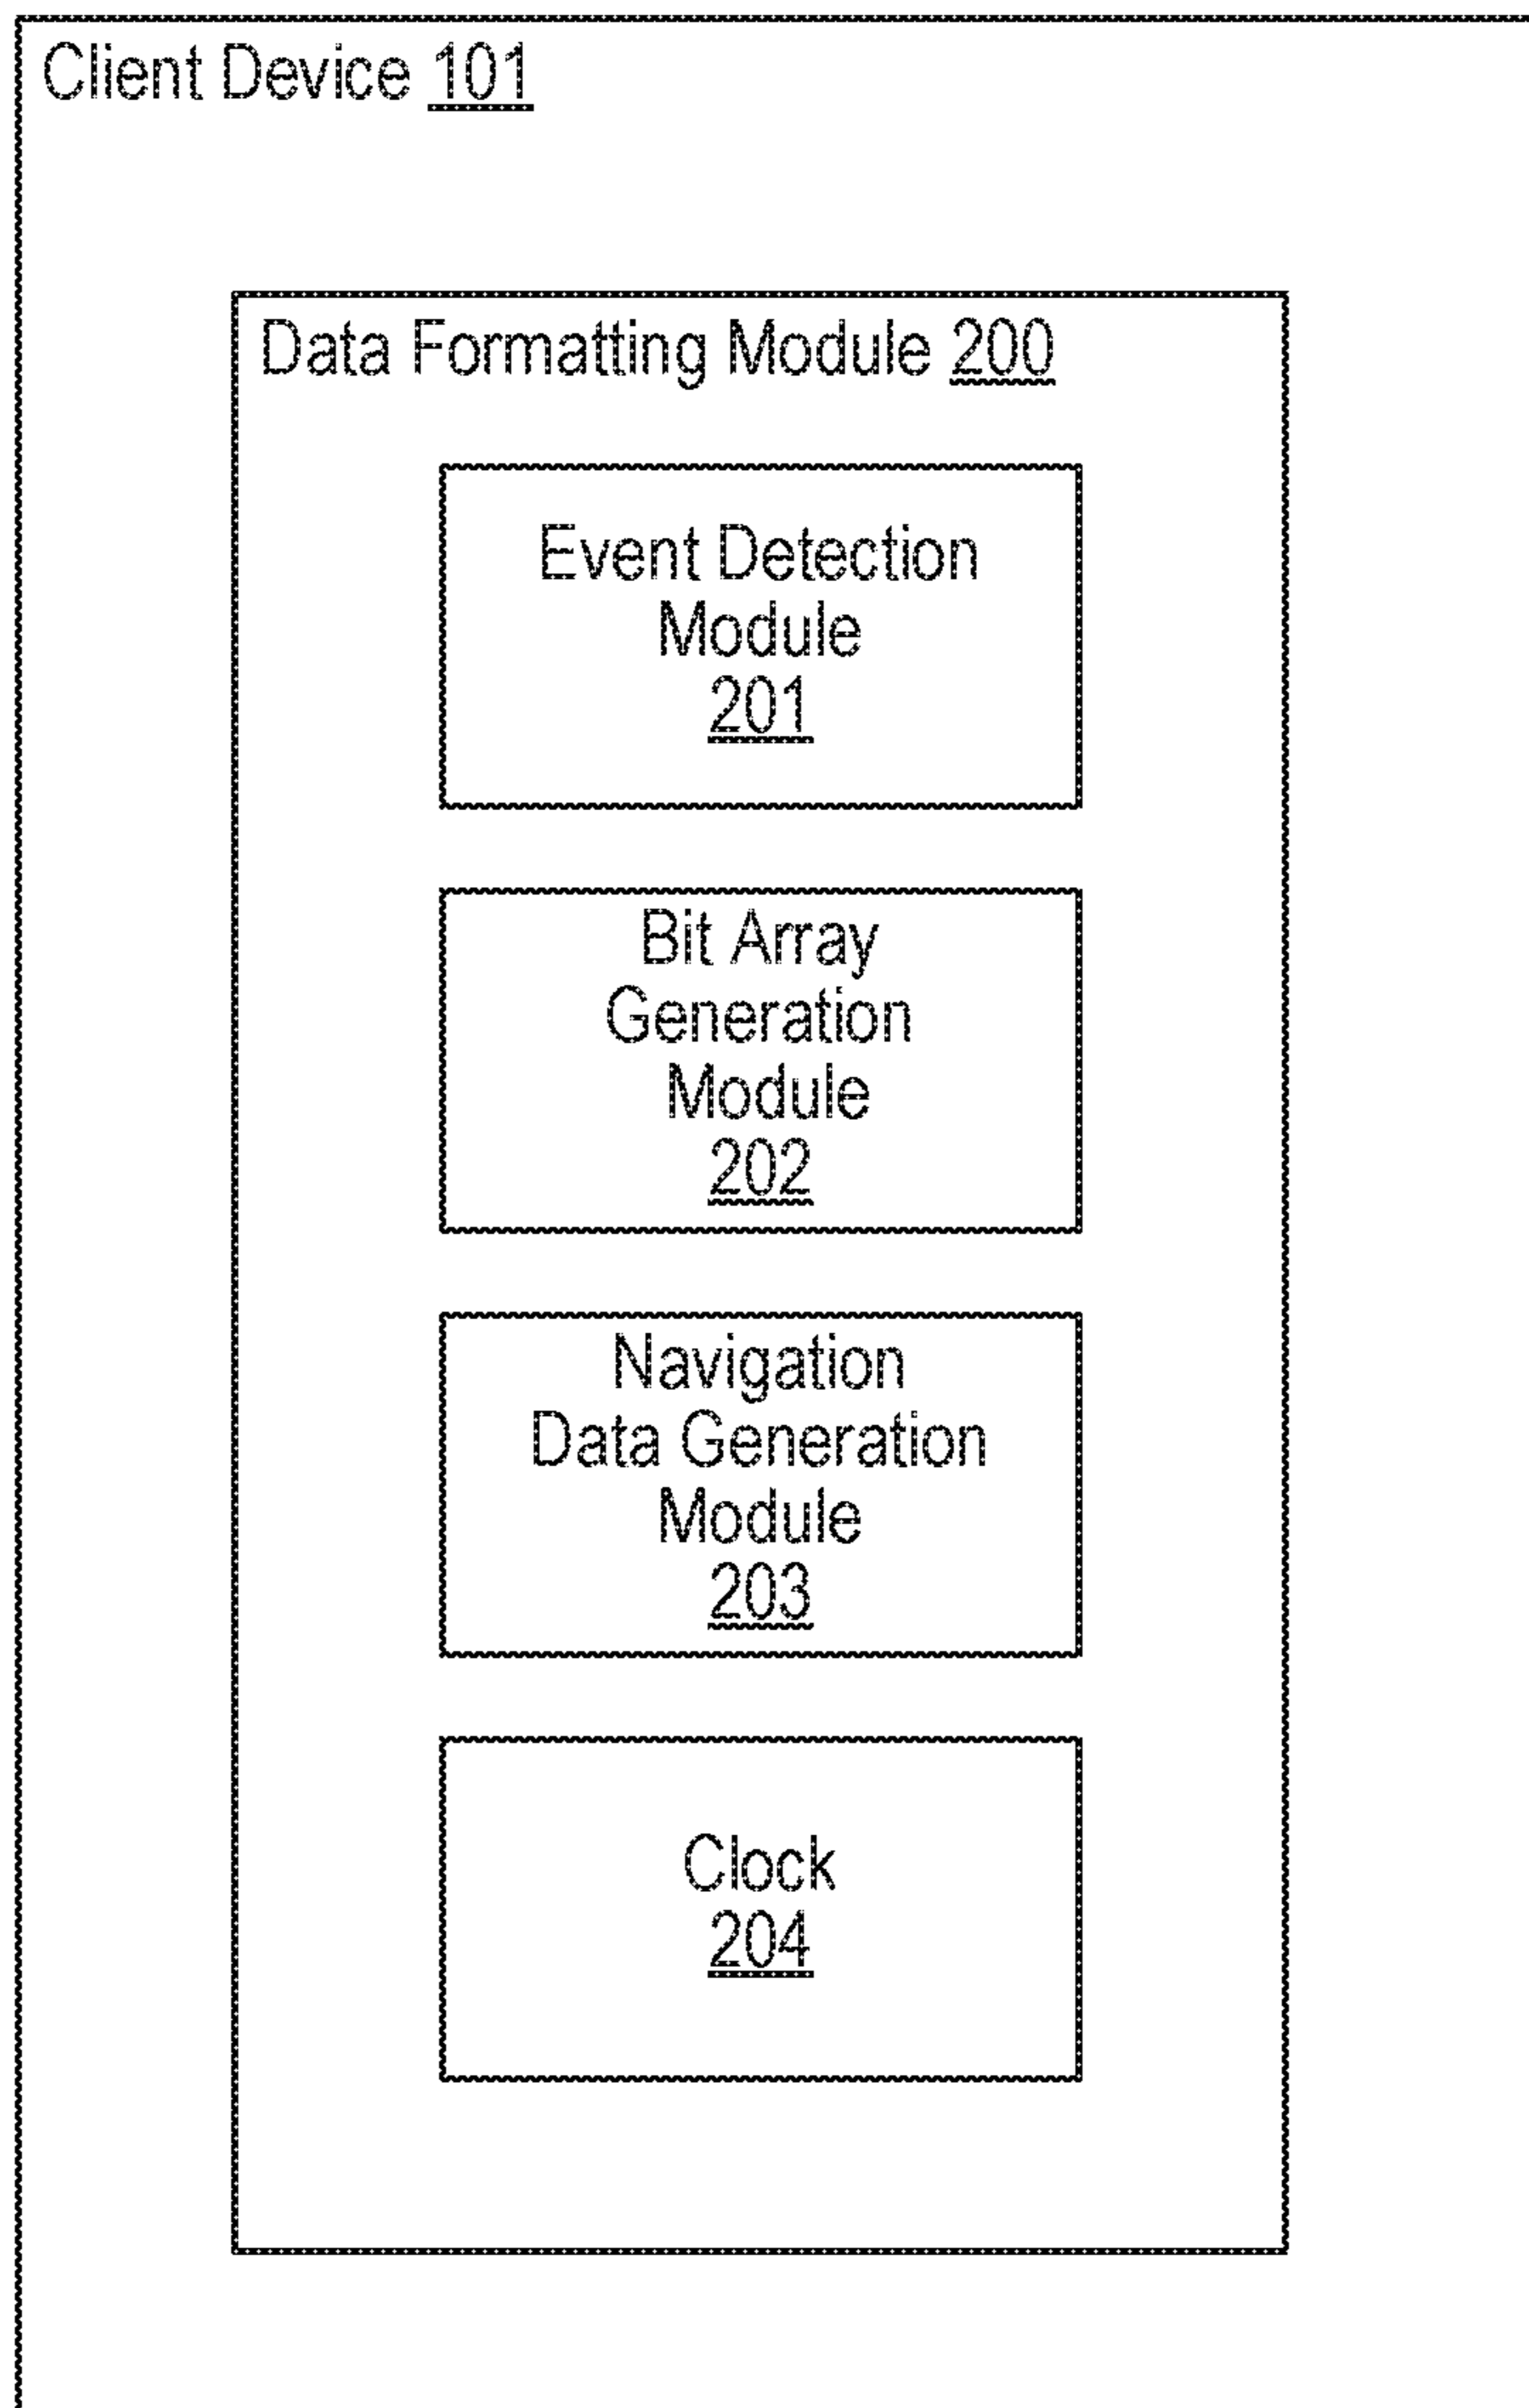 Client Device 101
Data Formatting Module 200
Event Detection
Module
201
Bit Array
Generation
Module
202
Navigation
Data Generation
Module
203
Clock
204